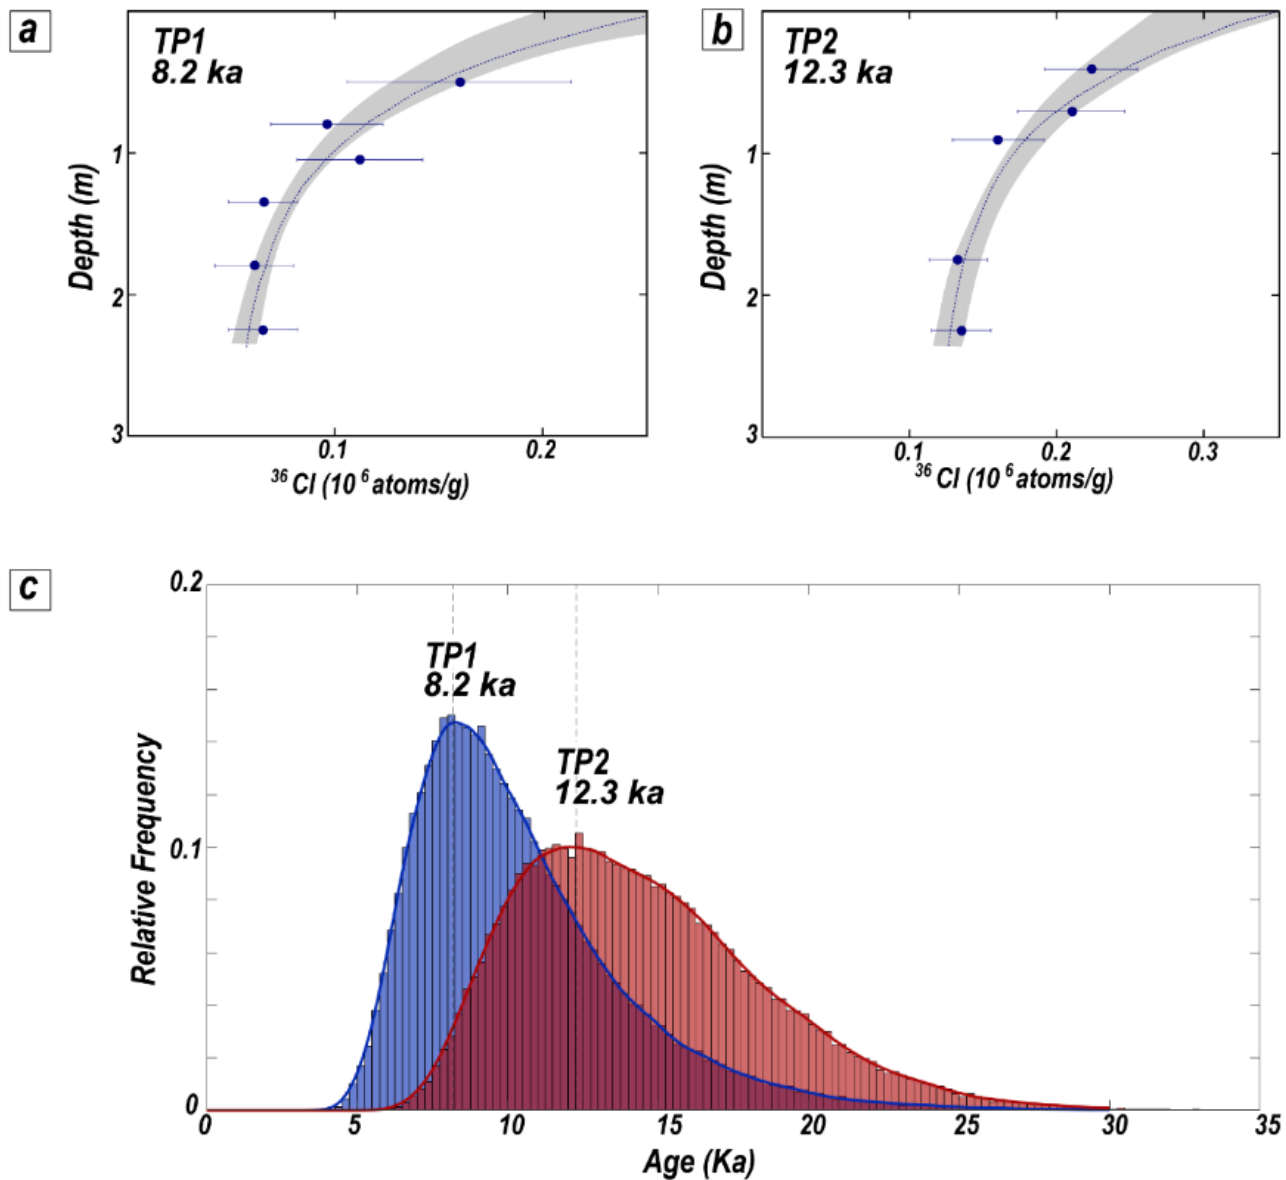 a
TP1
8.2 ka
1
2
3
Depth (m)
0.1
0.2
36 Cl (10 6 atoms/g)
b
TP2
12.3 ka
1
2
3
Depth (m)
0.1
0.2
0.3
36 Cl (10 6 atoms/g)
c
0.2
0.1
0
Relative Frequency
TP1
8.2 ka
TP2
12.3 ka
0
5
10
15
20
25
30
35
Age (Ka)